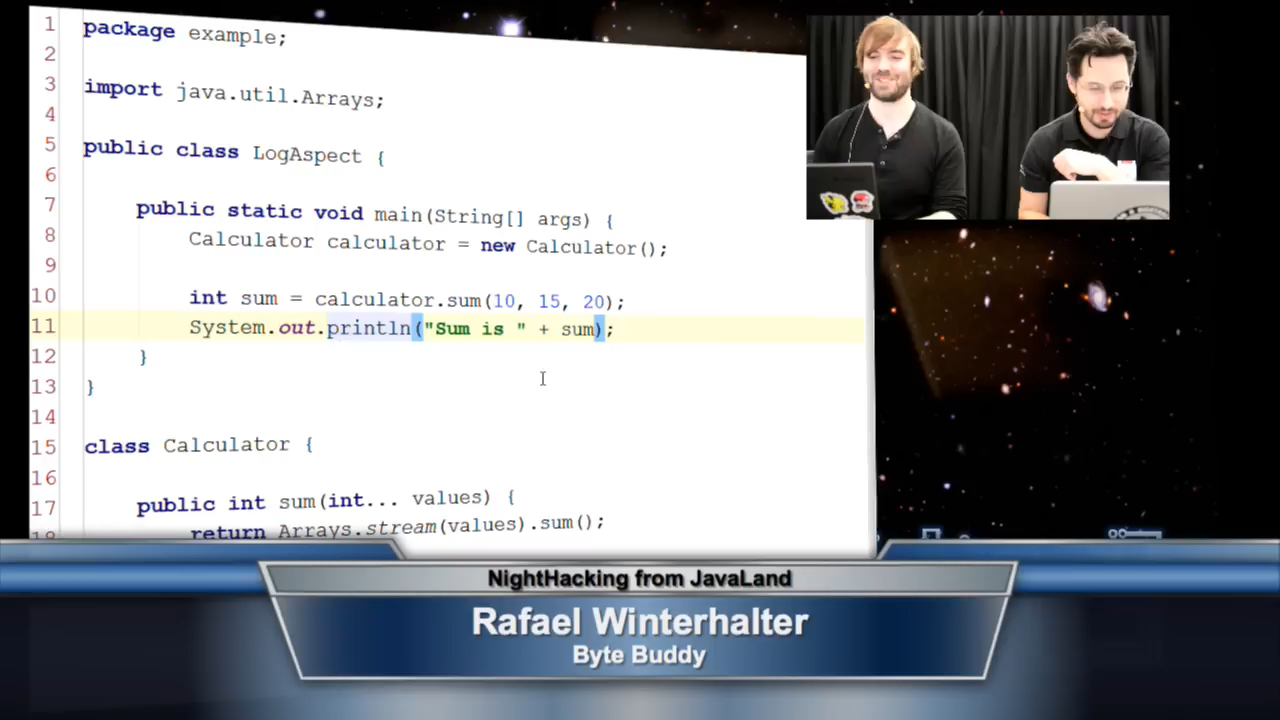 1 package example;
2
3 import java.util.Arrays;
4
5 public class LogAspect {
6
7 public static void main(String[] args) {
8 Calculator calculator = new Calculator();
9
10 int sum = calculator.sum(10, 15, 20);
11 System.out.println("Sum is " + sum);
12 }
13 }
14
15 class Calculator {
16
17 public int sum(int... values) {
18 return Arrays.stream(values).sum();
NightHacking from JavaLand
Rafael Winterhalter
Byte Buddy